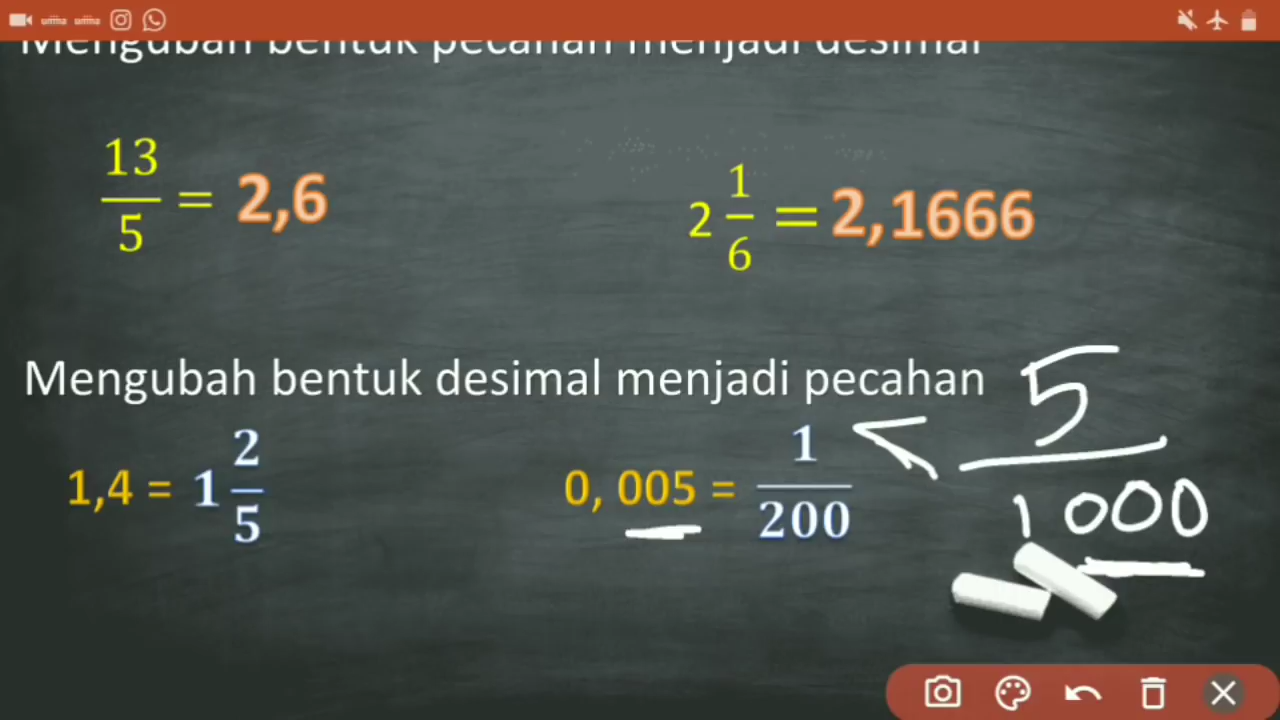 Mengubah bentuk pecahan menjadi desimal
13/5 = 2,6
2 1/6 = 2,1666
Mengubah bentuk desimal menjadi pecahan
1,4 = 1 2/5
0, 005 = 1/200 < 5/1000